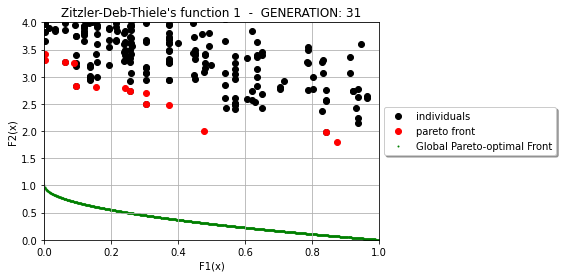 Zitzler-Deb-Thiele's function 1  -  GENERATION: 31
4.0
3.5
3.0
2.5
2.0
1.5
1.0
0.5
0.0
F2(x)
0.0 0.2 0.4 0.6 0.8 1.0
F1(x)
individuals
pareto front
Global Pareto-optimal Front